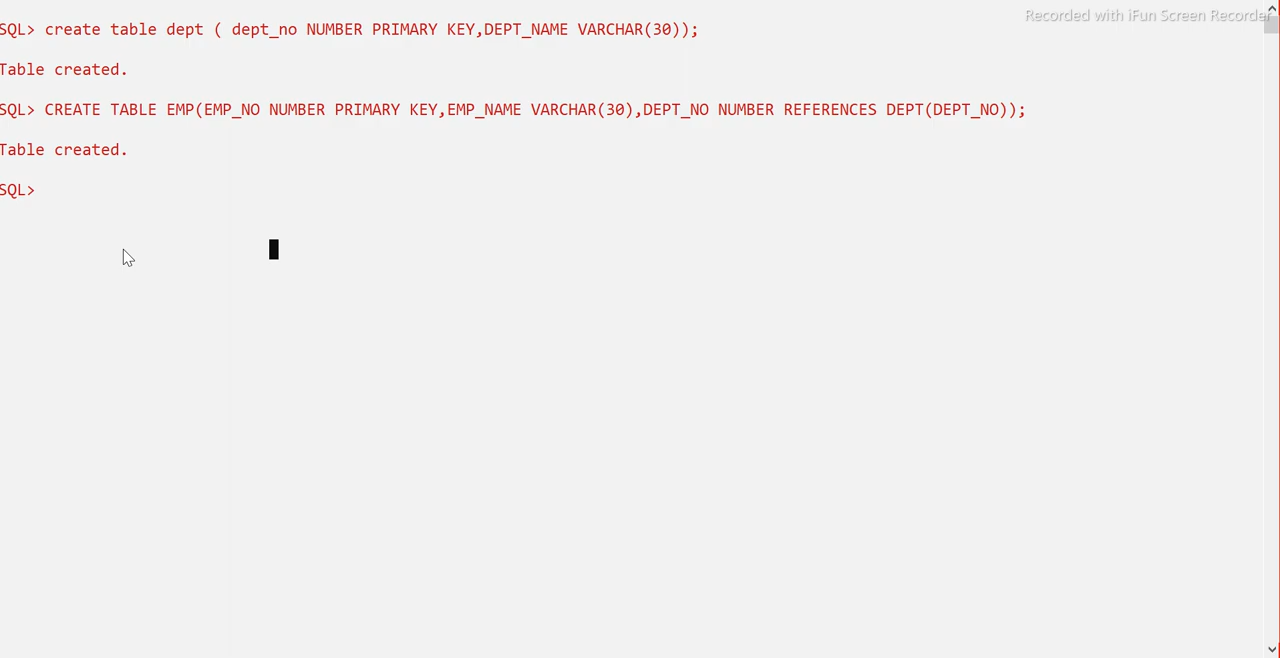 Recorded with iFun Screen Recorder
SQL> create table dept ( dept_no NUMBER PRIMARY KEY,DEPT_NAME VARCHAR(30));
Table created.
SQL> CREATE TABLE EMP(EMP_NO NUMBER PRIMARY KEY,EMP_NAME VARCHAR(30),DEPT_NO NUMBER REFERENCES DEPT(DEPT_NO));
Table created.
SQL>